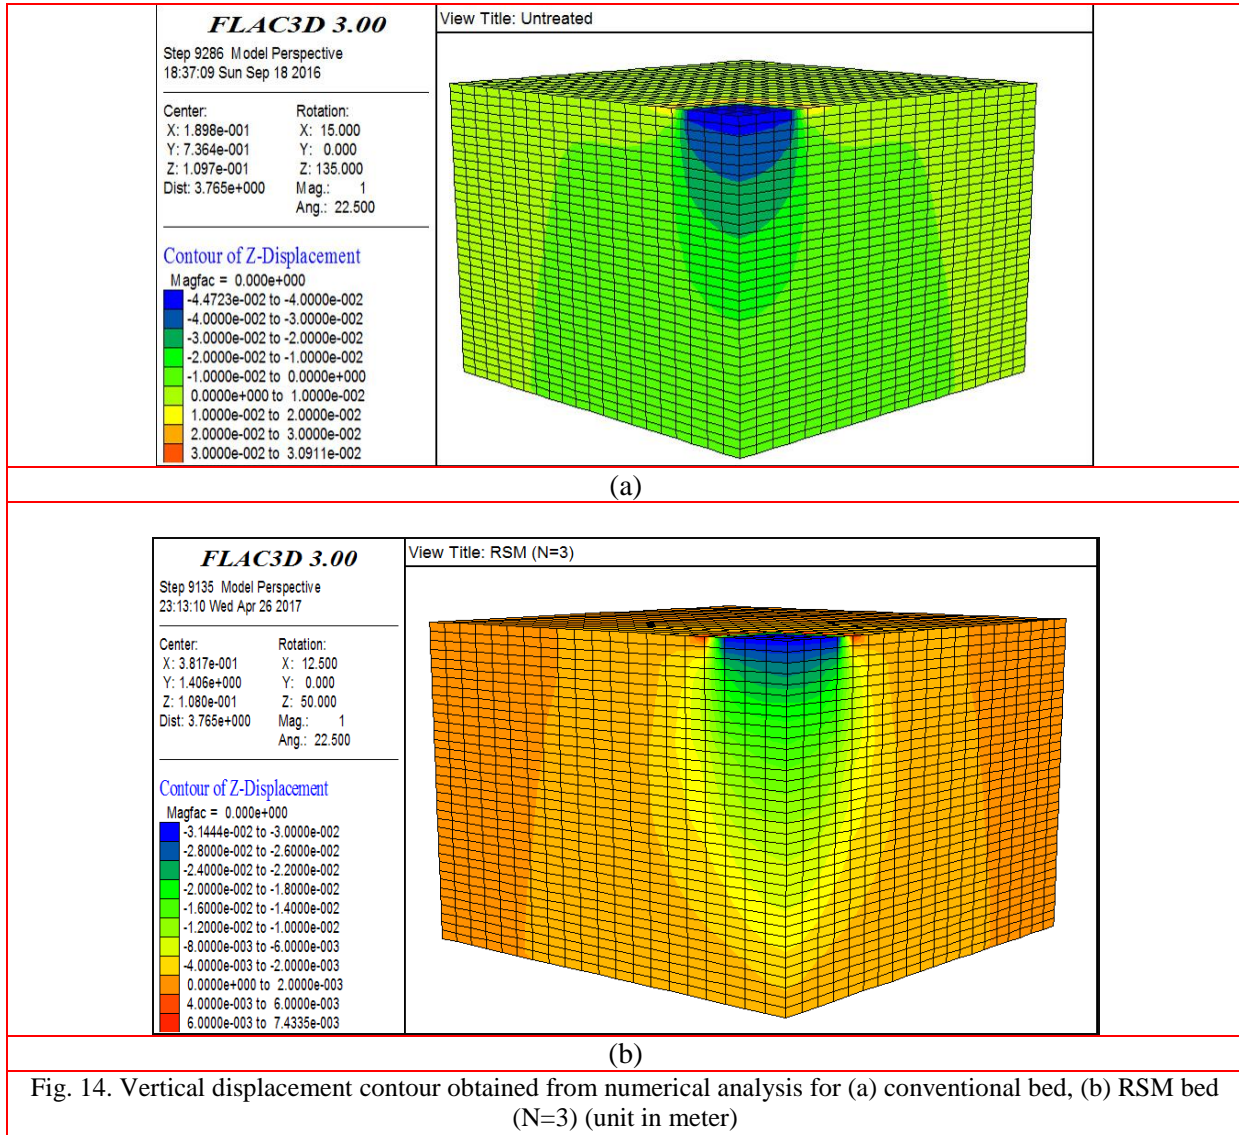 FLAC3D 3.00
View Title: Untreated
Step 9286 Model Perspective
18:37:09 Sun Sep 18 2016
Center: Rotation:
X: 1.898e-001 X: 15.000
Y: 7.364e-001 Y: 0.000
Z: 1.097e-001 Z: 135.000
Dist: 3.765e+000 Mag.: 1
Ang.: 22.500
Contour of Z-Displacement
Magfac = 0.000e+000
-4.4723e-002 to -4.0000e-002
-4.0000e-002 to -3.0000e-002
-3.0000e-002 to -2.0000e-002
-2.0000e-002 to -1.0000e-002
-1.0000e-002 to 0.0000e+000
0.0000e+000 to 1.0000e-002
1.0000e-002 to 2.0000e-002
2.0000e-002 to 3.0000e-002
3.0000e-002 to 3.0911e-002
(a)
FLAC3D 3.00
View Title: RSM (N=3)
Step 9135 Model Perspective
23:13:10 Wed Apr 26 2017
Center: Rotation:
X: 3.817e-001 X: 12.500
Y: 1.406e+000 Y: 0.000
Z: 1.080e-001 Z: 50.000
Dist: 3.765e+000 Mag.: 1
Ang.: 22.500
Contour of Z-Displacement
Magfac = 0.000e+000
-3.1444e-002 to -3.0000e-002
-2.8000e-002 to -2.6000e-002
-2.4000e-002 to -2.2000e-002
-2.0000e-002 to -1.8000e-002
-1.6000e-002 to -1.4000e-002
-1.2000e-002 to -1.0000e-002
-8.0000e-003 to -6.0000e-003
-4.0000e-003 to -2.0000e-003
0.0000e+000 to 2.0000e-003
4.0000e-003 to 6.0000e-003
6.0000e-003 to 7.4335e-003
(b)
Fig. 14. Vertical displacement contour obtained from numerical analysis for (a) conventional bed, (b) RSM bed
(N=3) (unit in meter)